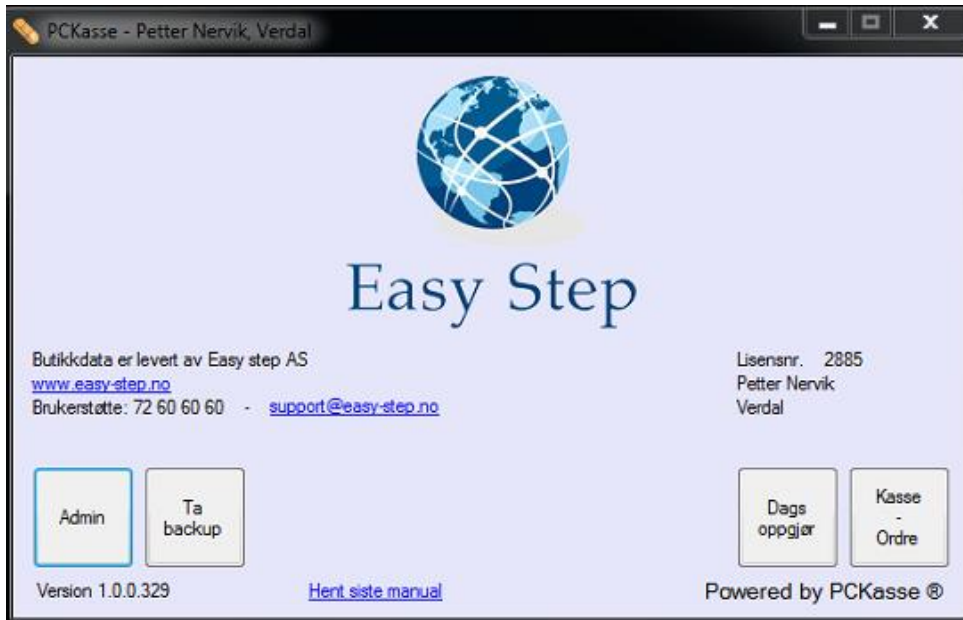 PCKasse - Petter Nervik, Verdal
Easy Step
Butikkdata er levert av Easy step AS
www.easy-step.no
Brukerstøtte: 72 60 60 60 - support@easy-step.no
Lisensnr. 2885
Petter Nervik
Verdal
Admin
Ta
backup
Dags
oppgjør
Kasse
-
Ordre
Version 1.0.0.329
Hent siste manual
Powered by PCKasse ®